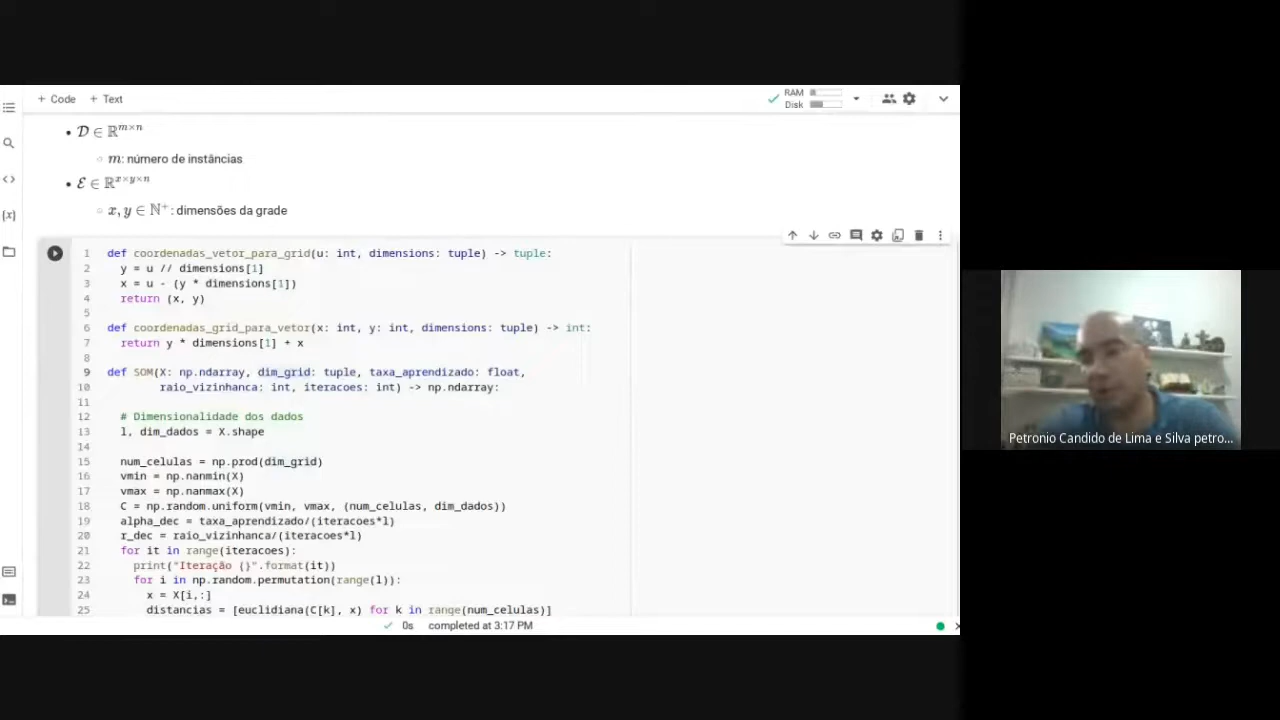 + Code + Text
RAM
Disk
• 𝒟 ∈ ℝ^{m×n}
◦ m: número de instâncias
• ℰ ∈ ℝ^{x×y×n}
◦ x, y ∈ ℕ^+: dimensões da grade
1 def coordenadas_vetor_para_grid(u: int, dimensions: tuple) -> tuple:
2 y = u // dimensions[1]
3 x = u - (y * dimensions[1])
4 return (x, y)
5
6 def coordenadas_grid_para_vetor(x: int, y: int, dimensions: tuple) -> int:
7 return y * dimensions[1] + x
8
9 def SOM(X: np.ndarray, dim_grid: tuple, taxa_aprendizado: float,
10 raio_vizinhanca: int, iteracoes: int) -> np.ndarray:
11
12 # Dimensionalidade dos dados
13 l, dim_dados = X.shape
14
15 num_celulas = np.prod(dim_grid)
16 vmin = np.nanmin(X)
17 vmax = np.nanmax(X)
18 C = np.random.uniform(vmin, vmax, (num_celulas, dim_dados))
19 alpha_dec = taxa_aprendizado/(iteracoes*l)
20 r_dec = raio_vizinhanca/(iteracoes*l)
21 for it in range(iteracoes):
22 print("Iteração {}".format(it))
23 for i in np.random.permutation(range(l)):
24 x = X[i,:]
25 distancias = [euclidiana(C[k], x) for k in range(num_celulas)]
0s completed at 3:17 PM
Petronio Candido de Lima e Silva petro...